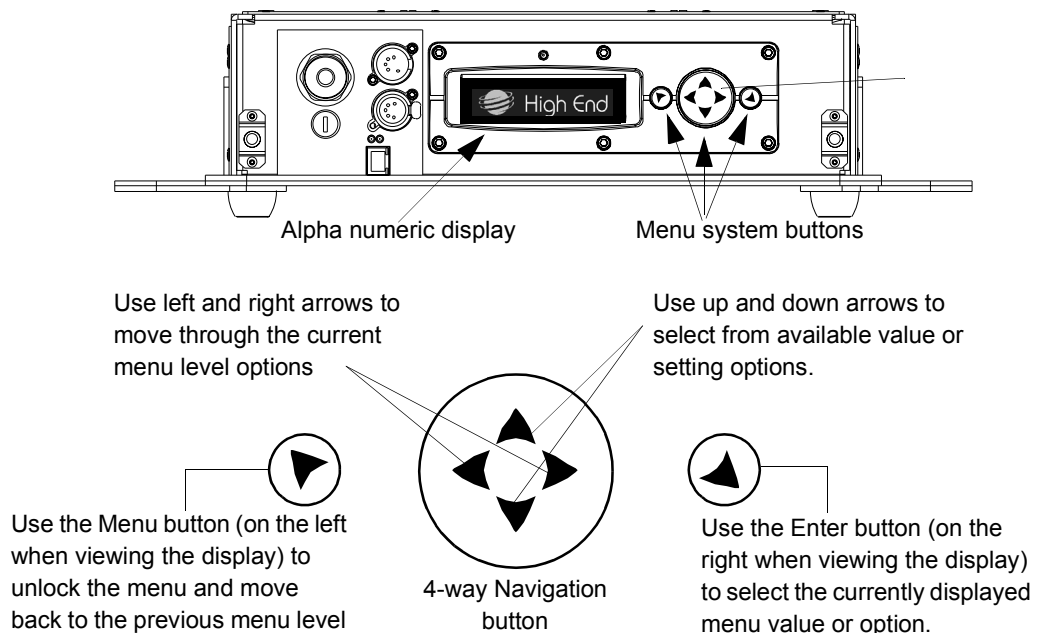 High End
Alpha numeric display
Menu system buttons
Use left and right arrows to
move through the current
menu level options
Use up and down arrows to
select from available value or
setting options.
Use the Menu button (on the left
when viewing the display) to
unlock the menu and move
back to the previous menu level
4-way Navigation
button
Use the Enter button (on the
right when viewing the display)
to select the currently displayed
menu value or option.